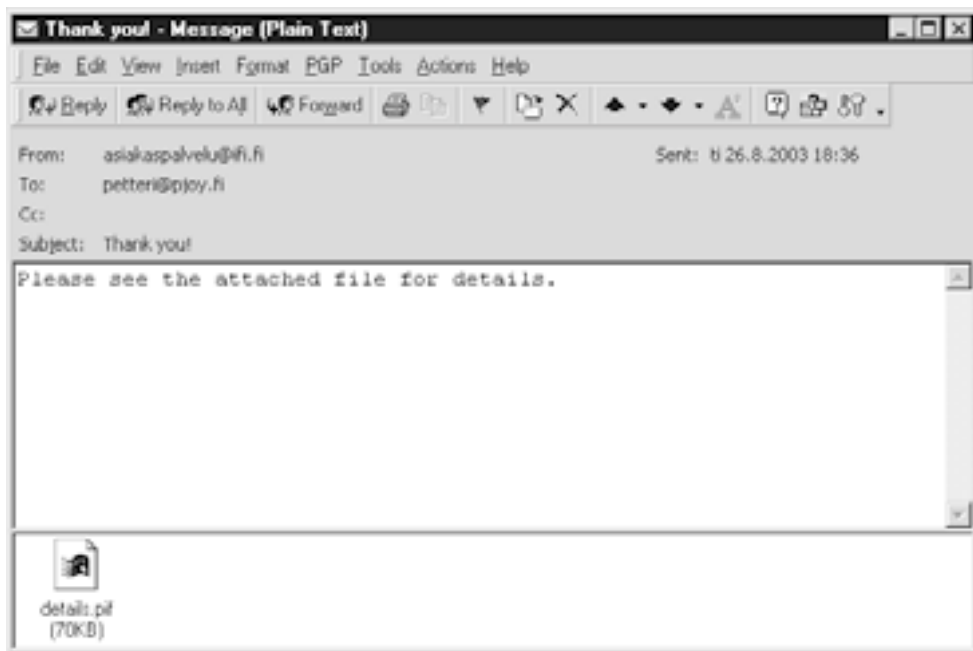 Thank you! - Message (Plain Text)
File Edit View Insert Format PGP Tools Actions Help
Reply Reply to All Forward
From: asiakaspalvelu@ifi.fi Sent: ti 26.8.2003 18:36
To: petteri@pjoy.fi
Cc:
Subject: Thank you!
Please see the attached file for details.
details.pif
(70KB)